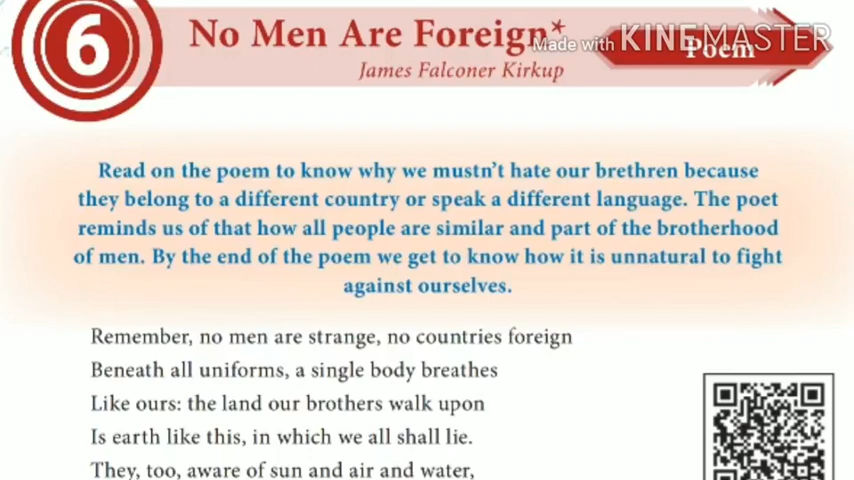 6
No Men Are Foreign*
Made with KINEMASTER
Poem
James Falconer Kirkup
Read on the poem to know why we mustn't hate our brethren because
they belong to a different country or speak a different language. The poet
reminds us of that how all people are similar and part of the brotherhood
of men. By the end of the poem we get to know how it is unnatural to fight
against ourselves.
Remember, no men are strange, no countries foreign
Beneath all uniforms, a single body breathes
Like ours: the land our brothers walk upon
Is earth like this, in which we all shall lie.
They, too, aware of sun and air and water,